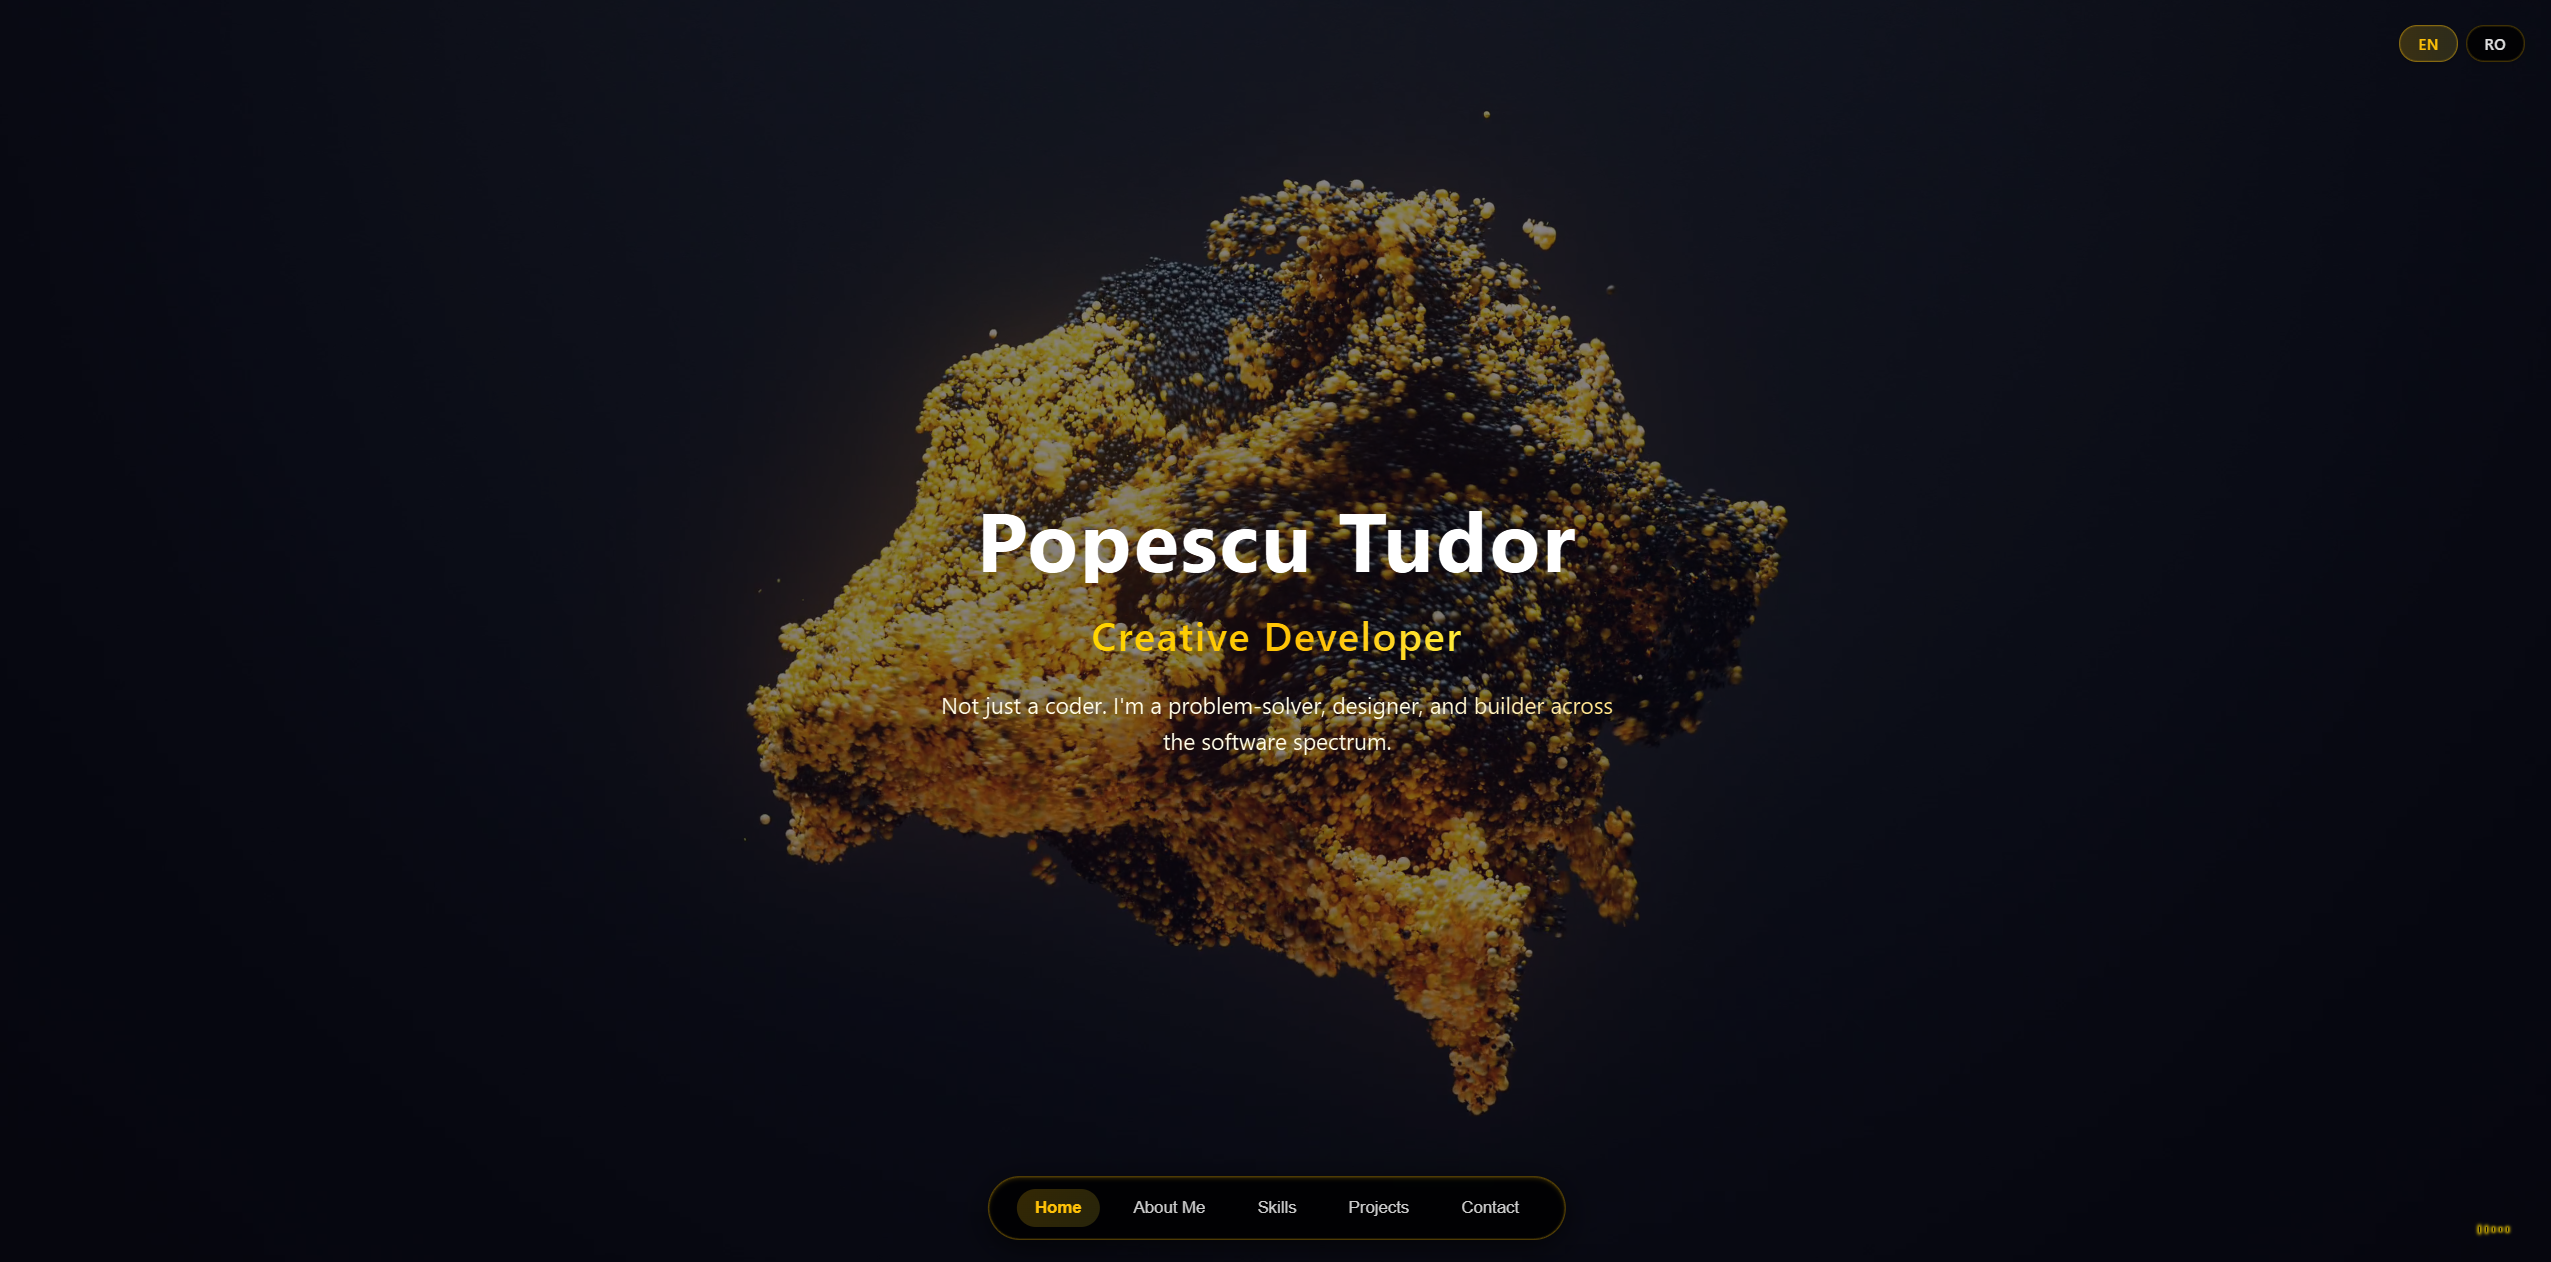 EN RO
Popescu Tudor
Creative Developer
Not just a coder. I'm a problem-solver, designer, and builder across
the software spectrum.
Home About Me Skills Projects Contact